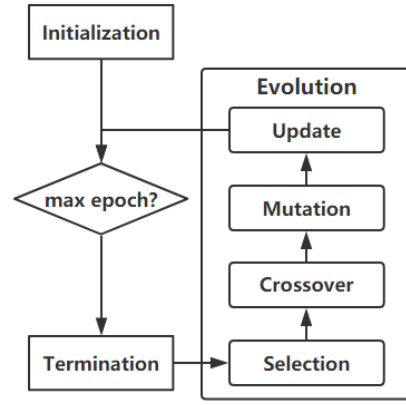 Initialization
Evolution
Update
max epoch?
Mutation
Crossover
Termination
Selection